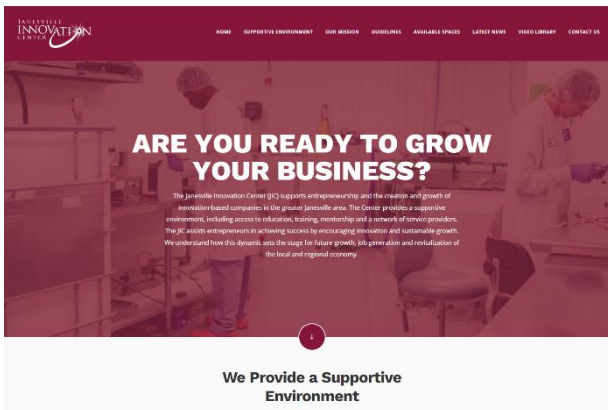 JANESVILLE
INNOVATION
CENTER
HOME SUPPORTIVE ENVIRONMENT OUR MISSION GUIDELINES AVAILABLE SPACES LATEST NEWS VIDEO LIBRARY CONTACT US
ARE YOU READY TO GROW
YOUR BUSINESS?
The Janesville Innovation Center (JIC) supports entrepreneurship and the creation and growth of
innovation-based companies in the greater Janesville area. The Center provides a supportive
environment, including access to education, training, mentorship and a network of service providers.
The JIC assists entrepreneurs in achieving success by encouraging innovation and sustainable growth.
We understand how this dynamic sets the stage for future growth, job generation and revitalization of
the local and regional economy.
We Provide a Supportive
Environment